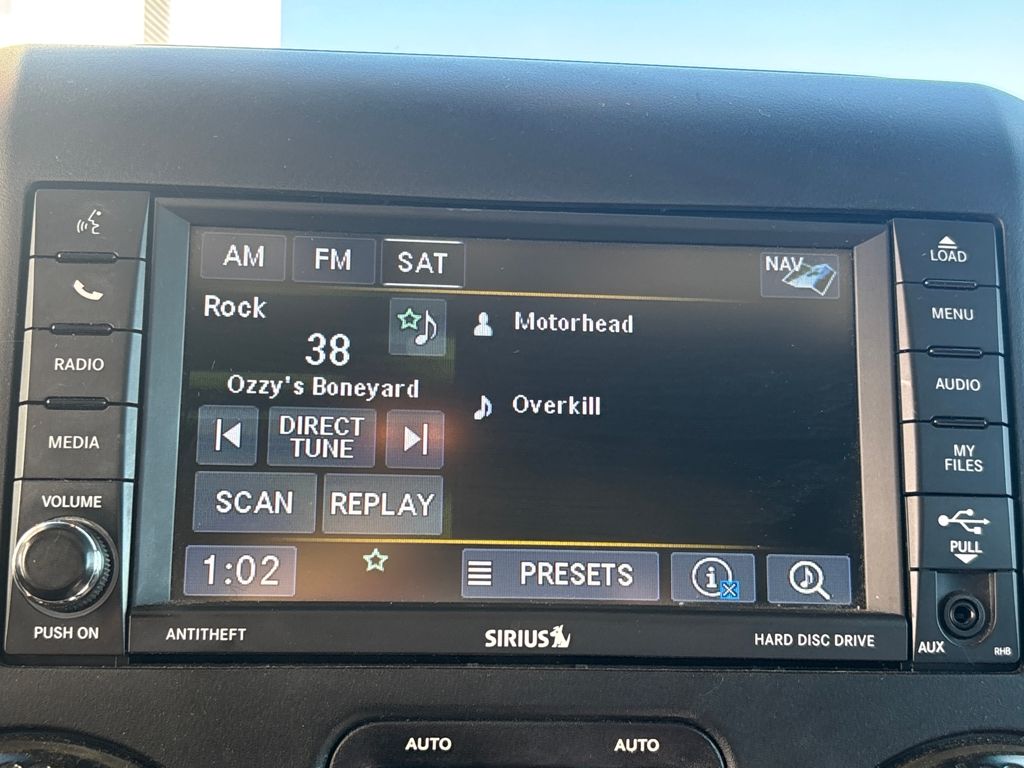 AM
FM
SAT
NAV
Rock
38
Ozzy's Boneyard
DIRECT
TUNE
SCAN
REPLAY
Motorhead
Overkill
1:02
PRESETS
RADIO
MEDIA
VOLUME
PUSH ON
LOAD
MENU
AUDIO
MY
FILES
PULL
AUX
RHB
ANTITHEFT
SIRIUS
HARD DISC DRIVE
AUTO
AUTO